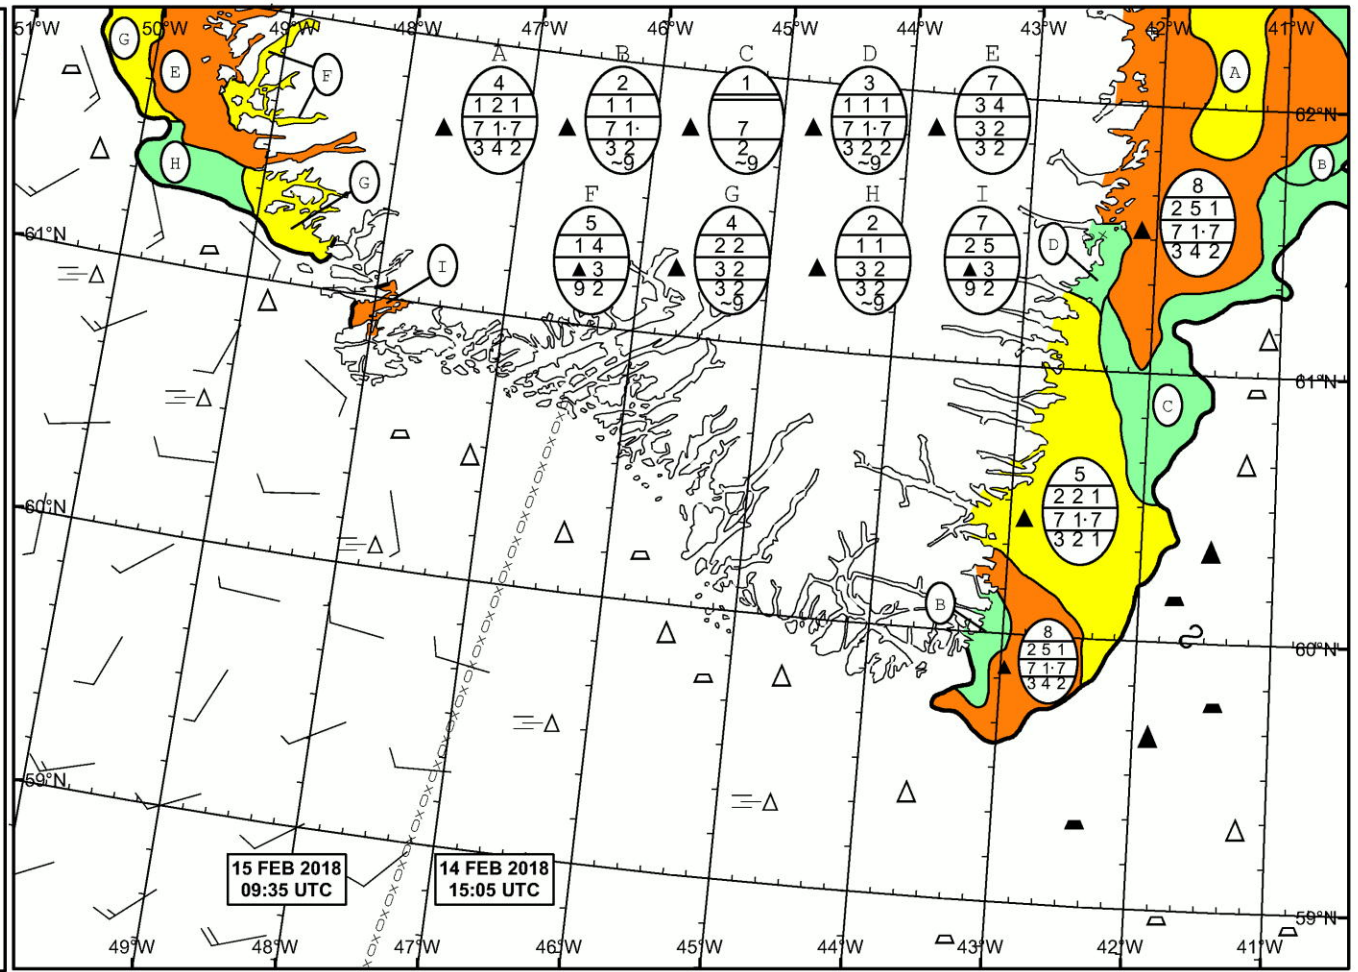 51°W 50°W 49°W 48°W 47°W 46°W 45°W 44°W 43°W 42°W 41°W
G
E
F
H
G
I
A
4
1 2 1
7 1·7
3 4 2
B
2
1 1
7 1·
3 2
~9
C
1
7
2
~9
D
3
1 1 1
7 1·7
3 2 2
~9
E
7
3 4
3 2
3 2
F
5
1 4
3
9 2
G
4
2 2
3 2
3 2
~9
H
2
1 1
3 2
3 2
~9
I
7
2 5
3
9 2
A
62°N
B
8
2 5 1
7 1·7
3 4 2
D
61°N
61°N
C
5
2 2 1
7 1·7
3 2 1
60°N
B
8
2 5 1
7 1·7
3 4 2
60°N
59°N
15 FEB 2018
09:35 UTC
14 FEB 2018
15:05 UTC
59°N
49°W 48°W 47°W 46°W 45°W 44°W 43°W 42°W 41°W